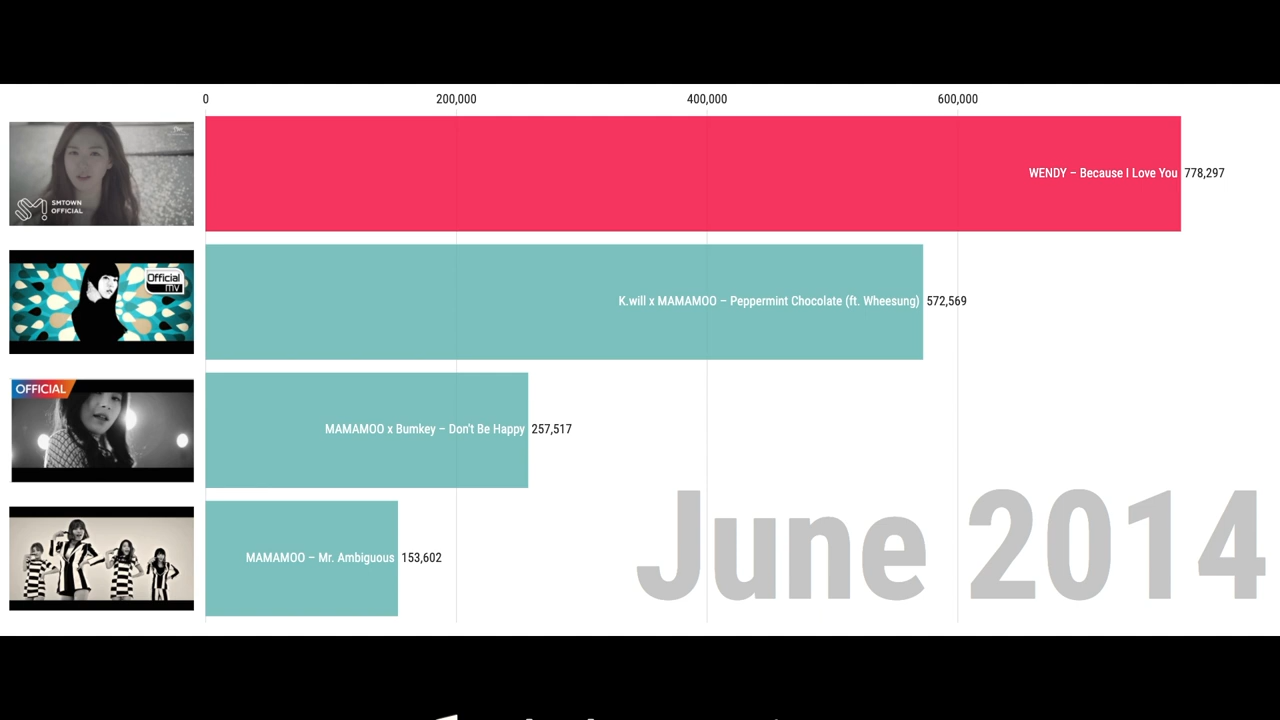 0 200,000 400,000 600,000
SMTOWN
OFFICIAL
WENDY – Because I Love You 778,297
Official
mv
K.will x MAMAMOO – Peppermint Chocolate (ft. Wheesung) 572,569
OFFICIAL
MAMAMOO x Bumkey – Don't Be Happy 257,517
MAMAMOO – Mr. Ambiguous 153,602
June 2014